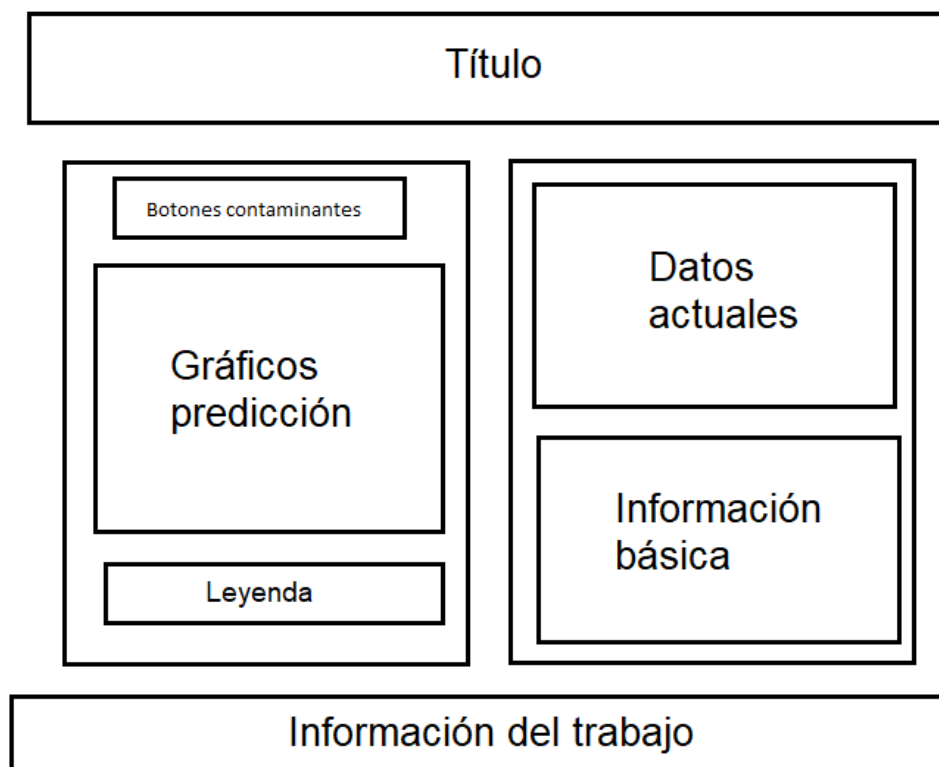 Título
Botones contaminantes
Gráficos
predicción
Leyenda
Datos
actuales
Información
básica
Información del trabajo